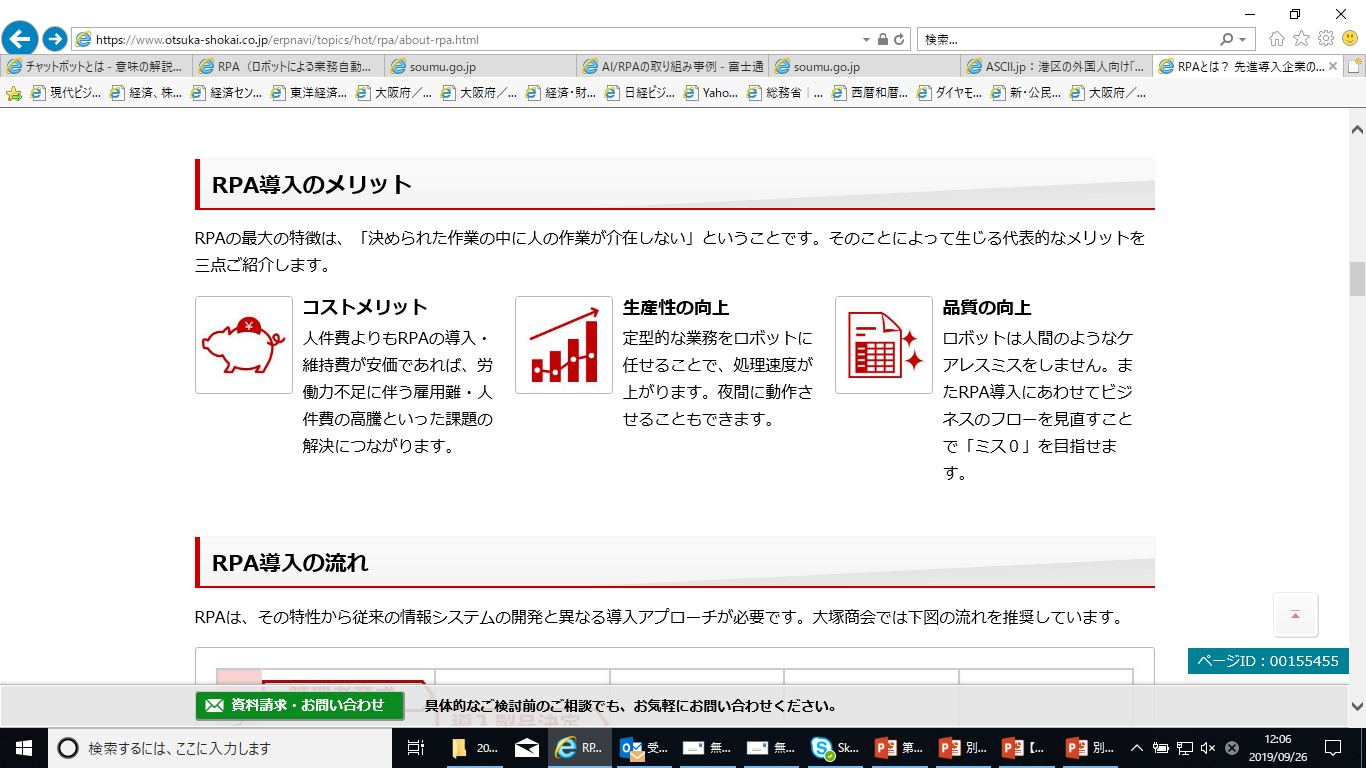 https://www.otsuka-shokai.co.jp/erpnavi/topics/hot/rpa/about-rpa.html
検索...
チャットボットとは - 意味の解説...
RPA（ロボットによる業務自動...
soumu.go.jp
AI/RPAの取り組み事例 - 富士通
soumu.go.jp
ASCII.jp：港区の外国人向け「...
RPAとは？ 先進導入企業の...
現代ビジ...
経済、株...
経済セン...
東洋経済...
大阪府／...
大阪府／...
経済・財...
日経ビジ...
Yaho...
総務省｜...
西暦和暦...
ダイヤモ...
新・公民...
大阪府／...
RPA導入のメリット
RPAの最大の特徴は、「決められた作業の中に人の作業が介在しない」ということです。そのことによって生じる代表的なメリットを
三点ご紹介します。
コストメリット
人件費よりもRPAの導入・
維持費が安価であれば、労
働力不足に伴う雇用難・人
件費の高騰といった課題の
解決につながります。
生産性の向上
定型的な業務をロボットに
任せることで、処理速度が
上がります。夜間に動作さ
せることもできます。
品質の向上
ロボットは人間のようなケ
アレスミスをしません。ま
たRPA導入にあわせてビジ
ネスのフローを見直すこと
で「ミス０」を目指せま
す。
RPA導入の流れ
RPAは、その特性から従来の情報システムの開発と異なる導入アプローチが必要です。大塚商会では下図の流れを推奨しています。
ページID：00155455
導入製品決定
資料請求・お問い合わせ
具体的なご検討前のご相談でも、お気軽にお問い合わせください。
検索するには、ここに入力します
20...
RP...
受...
無...
無...
Sk...
第...
別...
【...
別...
12:06
2019/09/26